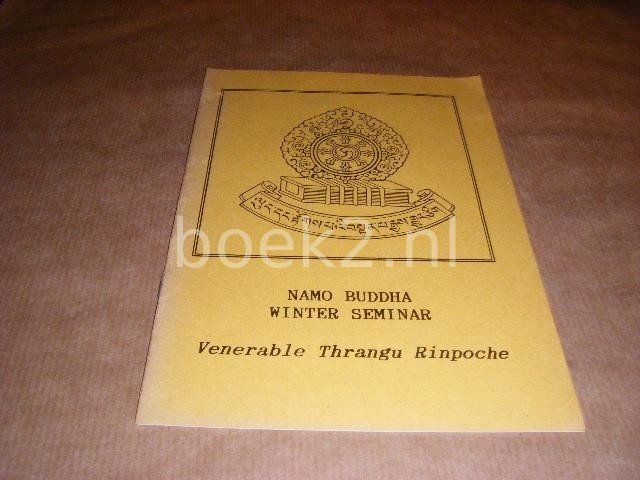 boek2.nl
NAMO BUDDHA
WINTER SEMINAR
Venerable Thrangu Rinpoche